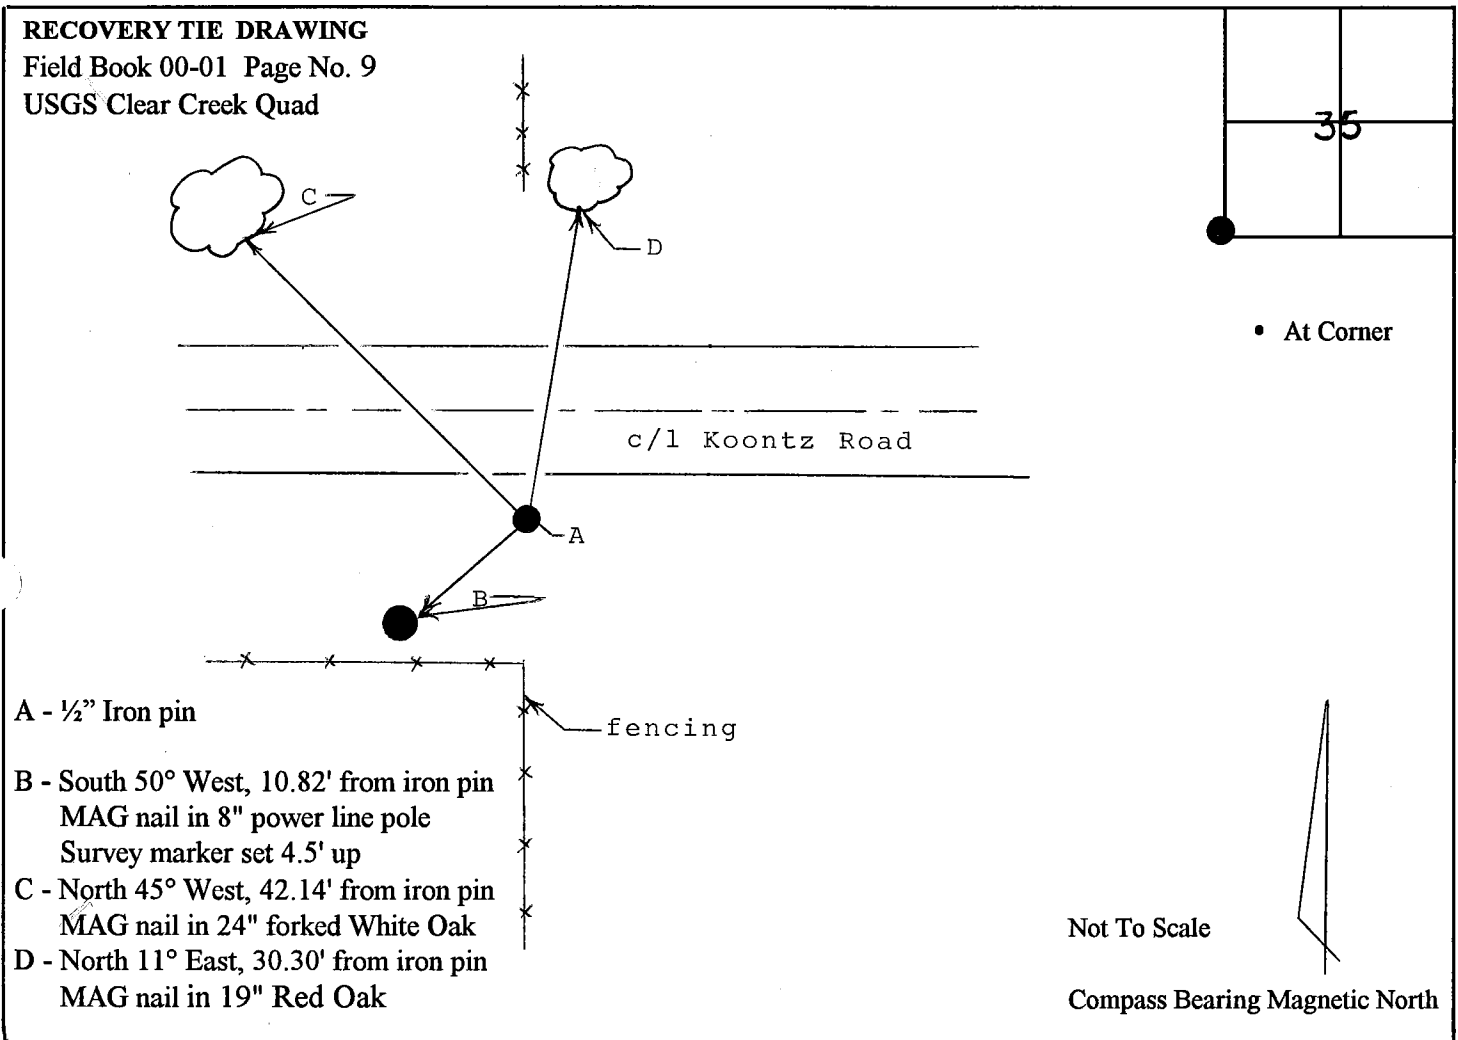 RECOVERY TIE DRAWING
Field Book 00-01 Page No. 9
USGS Clear Creek Quad
35
C
D
• At Corner
c/l Koontz Road
A
B
fencing
A - ½” Iron pin
B - South 50° West, 10.82' from iron pin
MAG nail in 8" power line pole
Survey marker set 4.5' up
C - North 45° West, 42.14' from iron pin
MAG nail in 24" forked White Oak
D - North 11° East, 30.30' from iron pin
MAG nail in 19" Red Oak
Not To Scale
Compass Bearing Magnetic North